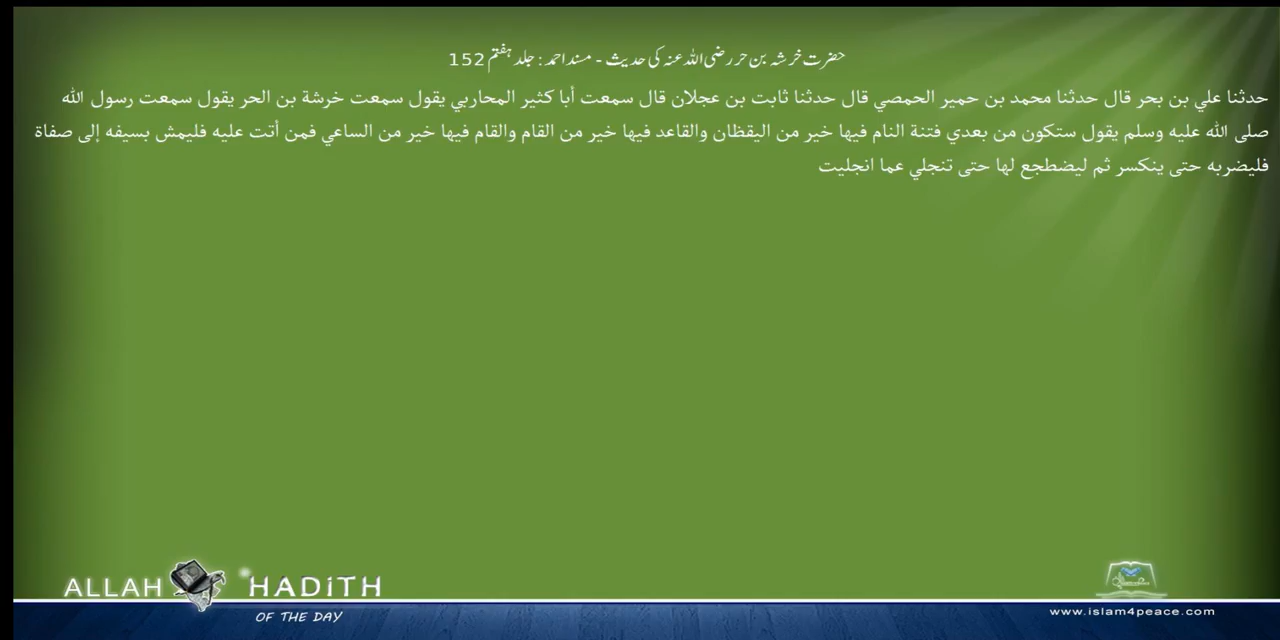 حضرت خرشہ بن حر رضی اللہ عنہ کی حدیث - مسند احمد : جلد ہفتم 152
حدثنا علي بن بحر قال حدثنا محمد بن حمير الحمصي قال حدثنا ثابت بن عجلان قال سمعت أبا كثير المحاربي يقول سمعت خرشة بن الحر يقول سمعت رسول الله
صلى الله عليه وسلم يقول ستكون من بعدي فتنة النام فيها خير من اليقظان والقاعد فيها خير من القام والقام فيها خير من الساعي فمن أتت عليه فليمش بسيفه إلى صفاة
فليضربه حتى ينكسر ثم ليضطجع لها حتى تنجلي عما انجليت
ALLAH HADITH
OF THE DAY
www.islam4peace.com